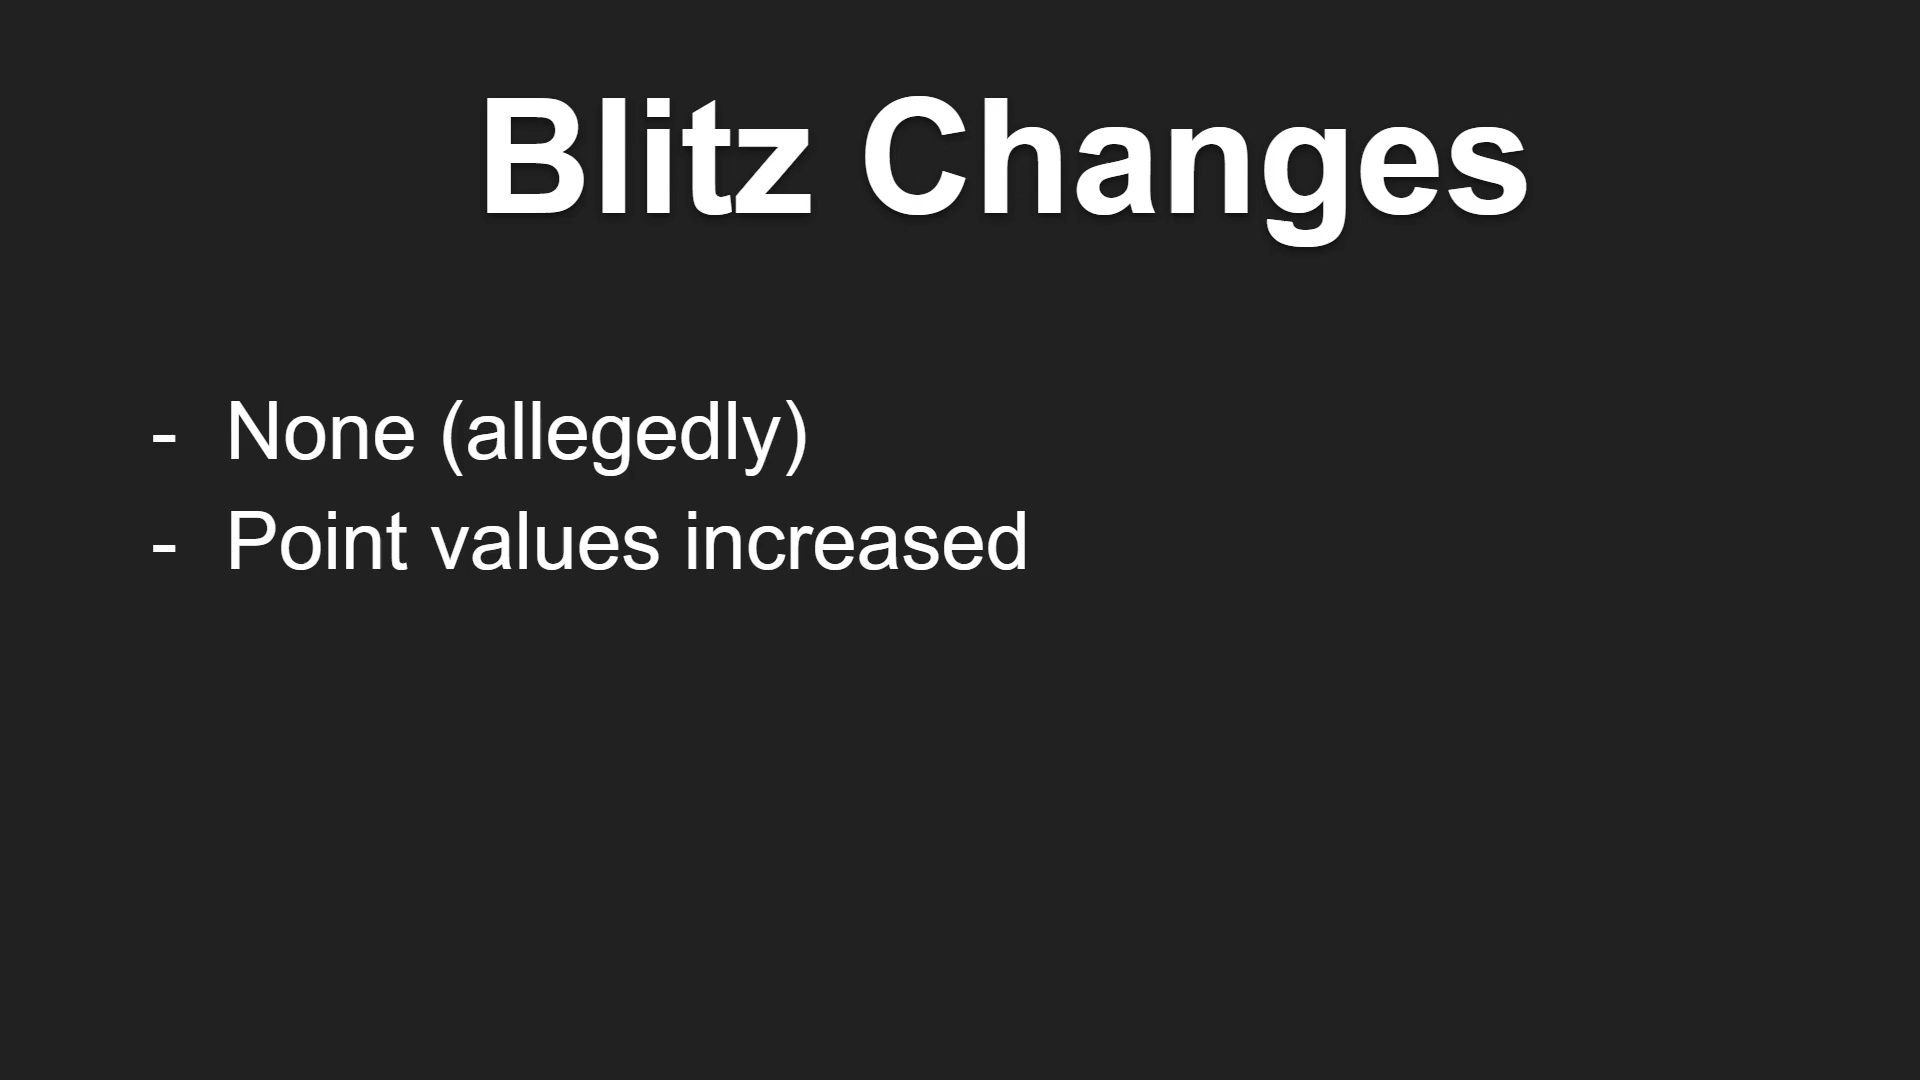 Blitz Changes
- None (allegedly)
- Point values increased